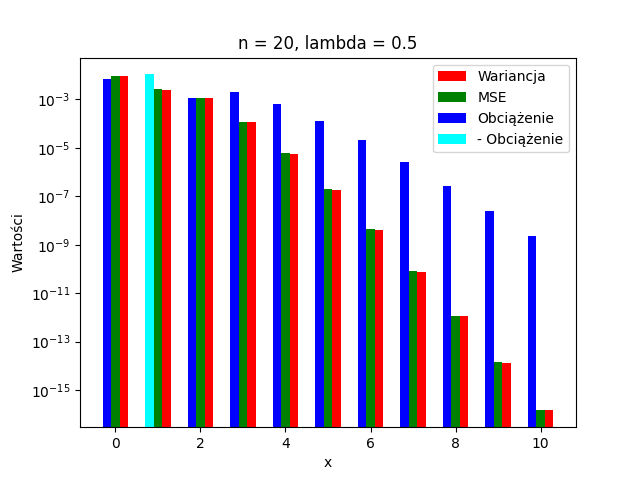 n = 20, lambda = 0.5
Wariancja
MSE
Obciążenie
- Obciążenie
Wartości
10⁻³
10⁻⁵
10⁻⁷
10⁻⁹
10⁻¹¹
10⁻¹³
10⁻¹⁵
0 2 4 6 8 10
x